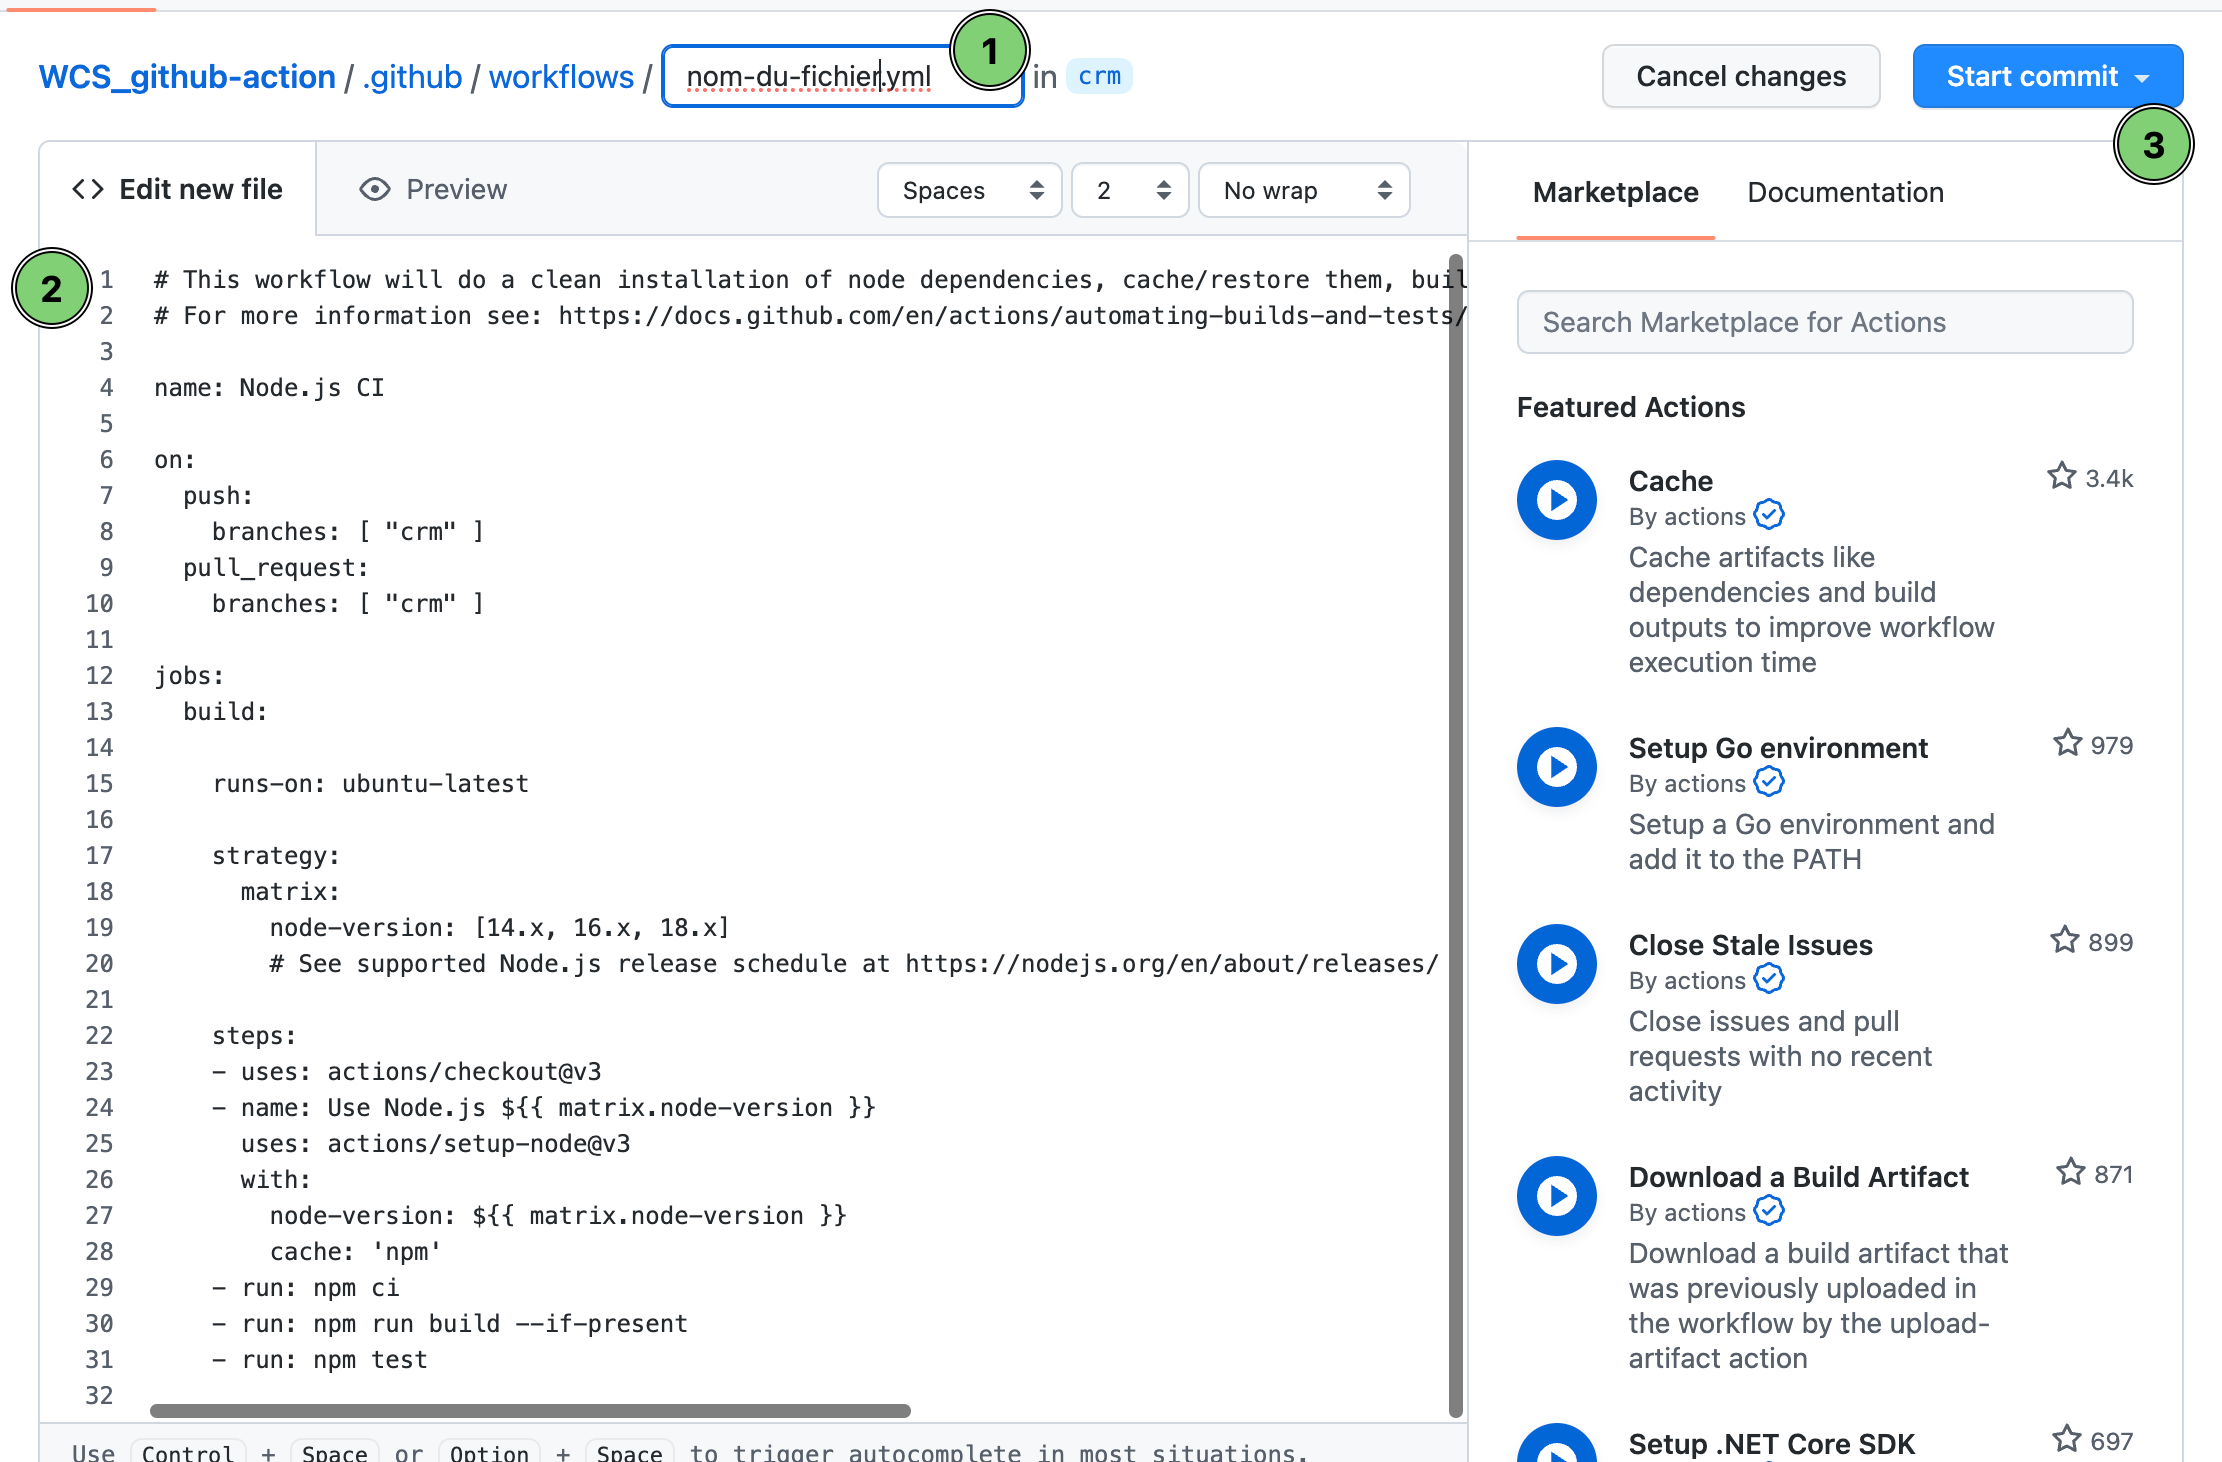 WCS_github-action / .github / workflows / nom-du-fichier.yml in crm
1
Cancel changes
Start commit
3
Edit new file
Preview
Spaces
2
No wrap
2
1 # This workflow will do a clean installation of node dependencies, cache/restore them, buil
2 # For more information see: https://docs.github.com/en/actions/automating-builds-and-tests/
3
4 name: Node.js CI
5
6 on:
7 push:
8 branches: [ "crm" ]
9 pull_request:
10 branches: [ "crm" ]
11
12 jobs:
13 build:
14
15 runs-on: ubuntu-latest
16
17 strategy:
18 matrix:
19 node-version: [14.x, 16.x, 18.x]
20 # See supported Node.js release schedule at https://nodejs.org/en/about/releases/
21
22 steps:
23 - uses: actions/checkout@v3
24 - name: Use Node.js ${{ matrix.node-version }}
25 uses: actions/setup-node@v3
26 with:
27 node-version: ${{ matrix.node-version }}
28 cache: 'npm'
29 - run: npm ci
30 - run: npm run build --if-present
31 - run: npm test
32
Use Control + Space or Option + Space to trigger autocomplete in most situations.
Marketplace
Documentation
Search Marketplace for Actions
Featured Actions
Cache
3.4k
By actions
Cache artifacts like
dependencies and build
outputs to improve workflow
execution time
Setup Go environment
979
By actions
Setup a Go environment and
add it to the PATH
Close Stale Issues
899
By actions
Close issues and pull
requests with no recent
activity
Download a Build Artifact
871
By actions
Download a build artifact that
was previously uploaded in
the workflow by the upload-
artifact action
Setup .NET Core SDK
697